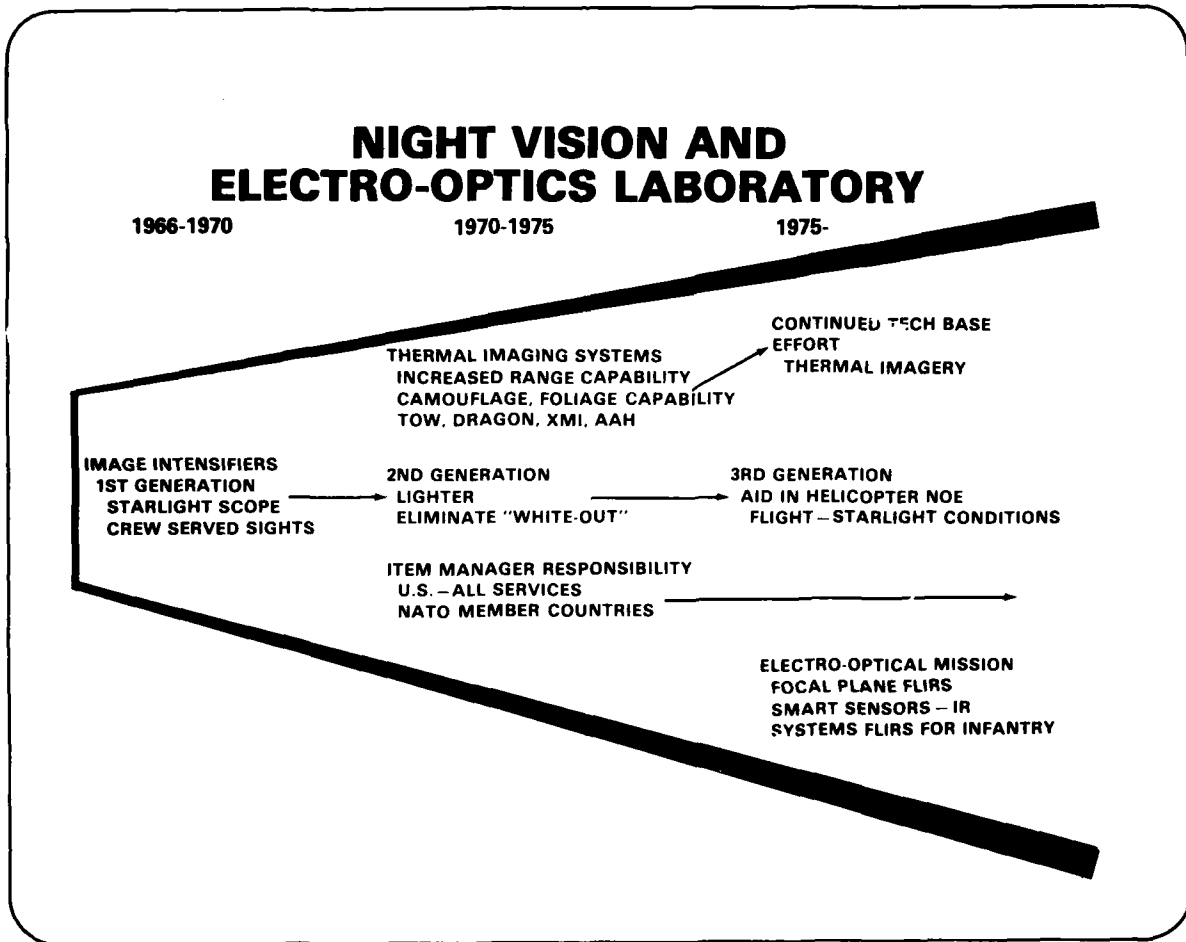 NIGHT VISION AND
ELECTRO-OPTICS LABORATORY
1966-1970
1970-1975
1975-
IMAGE INTENSIFIERS
1ST GENERATION
STARLIGHT SCOPE
CREW SERVED SIGHTS
THERMAL IMAGING SYSTEMS
INCREASED RANGE CAPABILITY
CAMOUFLAGE, FOLIAGE CAPABILITY
TOW, DRAGON, XMI, AAH
2ND GENERATION
LIGHTER
ELIMINATE "WHITE-OUT"
ITEM MANAGER RESPONSIBILITY
U.S. – ALL SERVICES
NATO MEMBER COUNTRIES
CONTINUED TECH BASE
EFFORT
THERMAL IMAGERY
3RD GENERATION
AID IN HELICOPTER NOE
FLIGHT – STARLIGHT CONDITIONS
ELECTRO-OPTICAL MISSION
FOCAL PLANE FLIRS
SMART SENSORS – IR
SYSTEMS FLIRS FOR INFANTRY